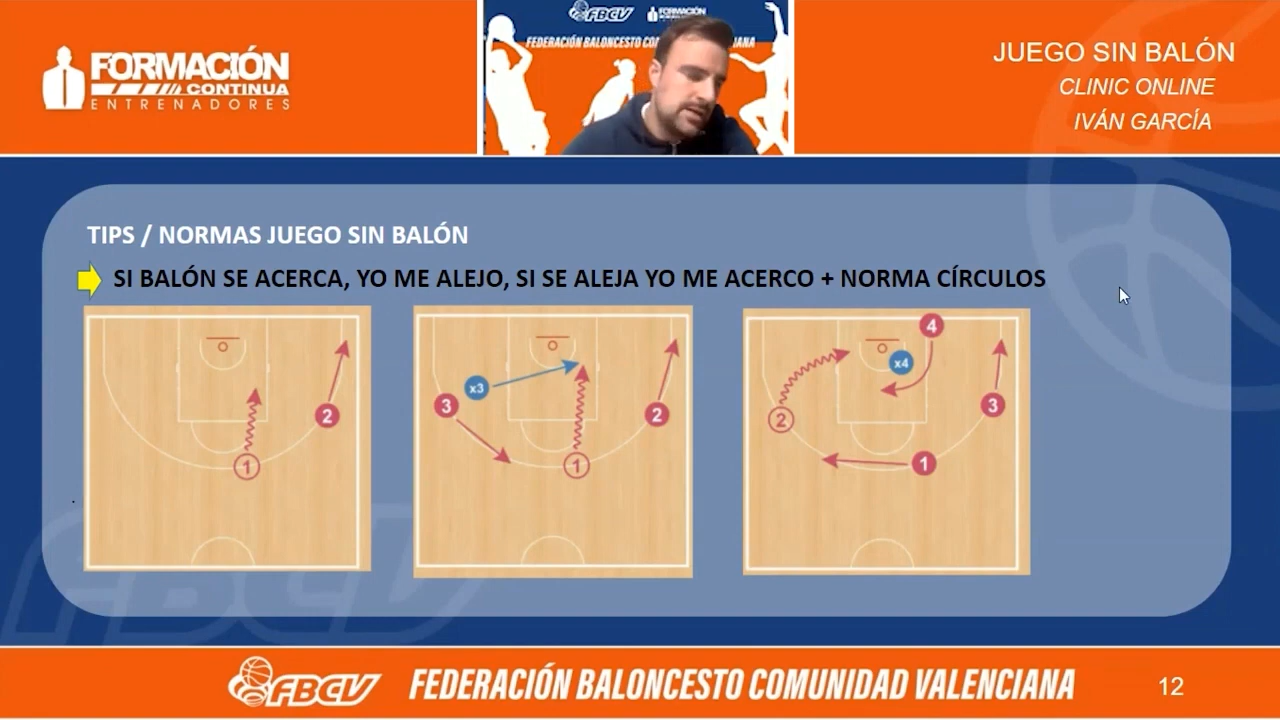 FORMACIÓN
CONTINUA
ENTRENADORES
FBCV
FORMACIÓN
FEDERACIÓN BALONCESTO CO
ANA
JUEGO SIN BALÓN
CLINIC ONLINE
IVÁN GARCÍA
TIPS / NORMAS JUEGO SIN BALÓN
SI BALÓN SE ACERCA, YO ME ALEJO, SI SE ALEJA YO ME ACERCO + NORMA CÍRCULOS
2
1
x3
3
2
1
4
x4
2
3
1
FBCV
FEDERACIÓN BALONCESTO COMUNIDAD VALENCIANA
12